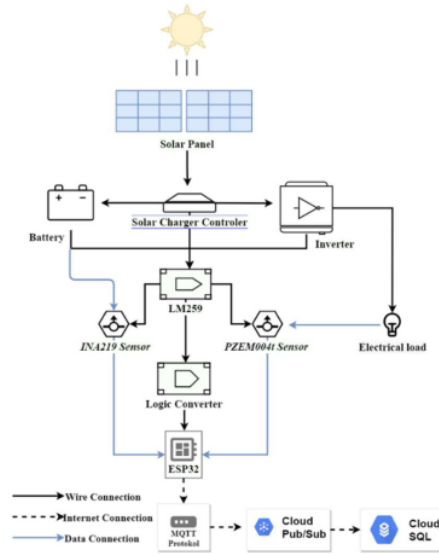 Solar Panel
+ -
Solar Charger Controler
Battery
Inverter
LM259
INA219 Sensor
PZEM004t Sensor
Electrical load
Logic Converter
ESP32
Wire Connection
Internet Connection
Data Connection
MQTT
Protokol
Cloud
Pub/Sub
Cloud
SQL